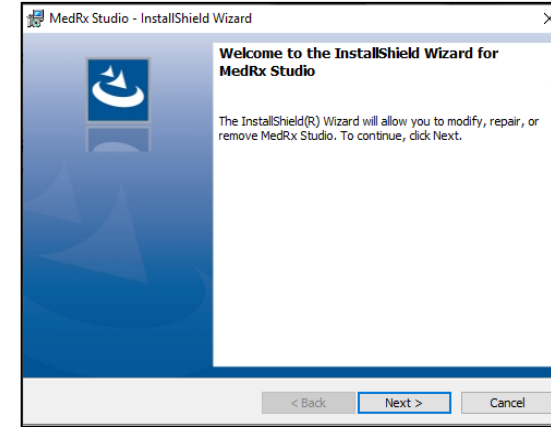 MedRx Studio - InstallShield Wizard
Welcome to the InstallShield Wizard for
MedRx Studio
The InstallShield(R) Wizard will allow you to modify, repair, or
remove MedRx Studio. To continue, click Next.
< Back Next > Cancel